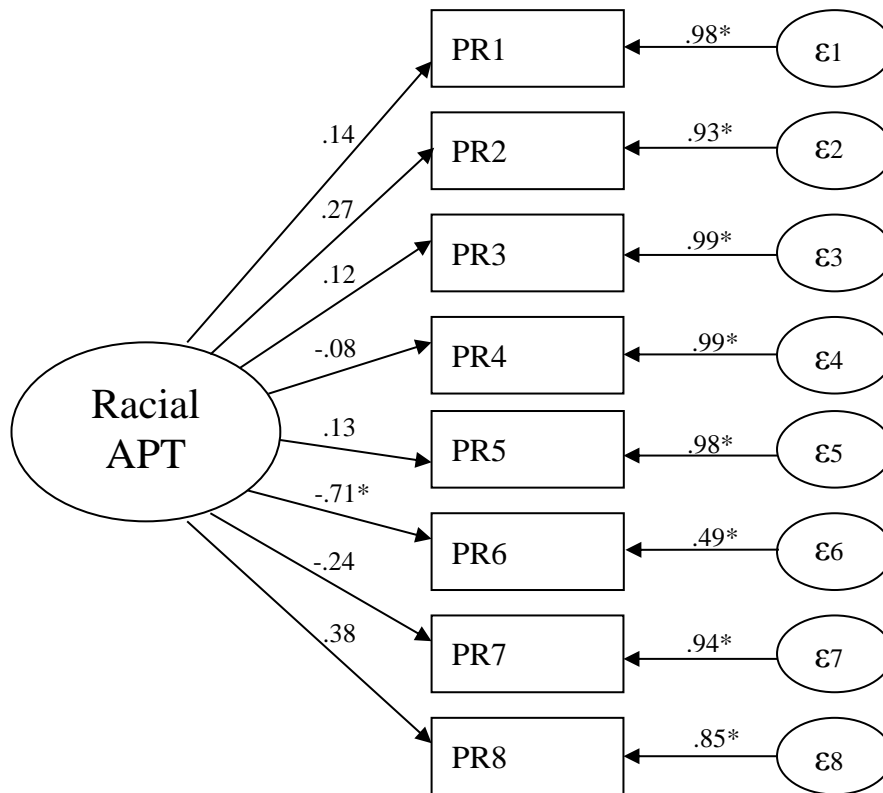 PR1
.98*
ε1
.14
PR2
.93*
ε2
.27
PR3
.99*
ε3
.12
PR4
.99*
ε4
-.08
Racial
APT
.13
PR5
.98*
ε5
-.71*
PR6
.49*
ε6
-.24
PR7
.94*
ε7
.38
PR8
.85*
ε8